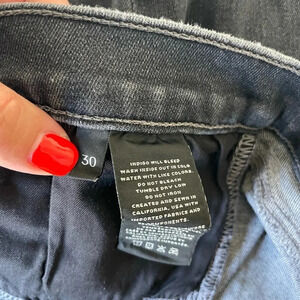 30
INDIGO WILL BLEED
WASH INSIDE OUT IN COLD
WATER WITH LIKE COLORS.
DO NOT BLEACH
TUMBLE DRY LOW
DO NOT IRON
CREATED AND SEWN IN
CALIFORNIA, USA WITH
IMPORTED FABRICS AND
COMPONENTS